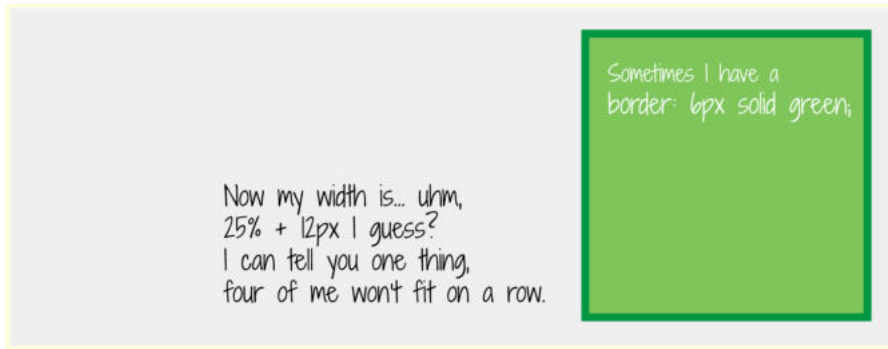 Sometimes I have a
border: 6px solid green;
Now my width is... uhm,
25% + 12px I guess?
I can tell you one thing,
four of me won't fit on a row.